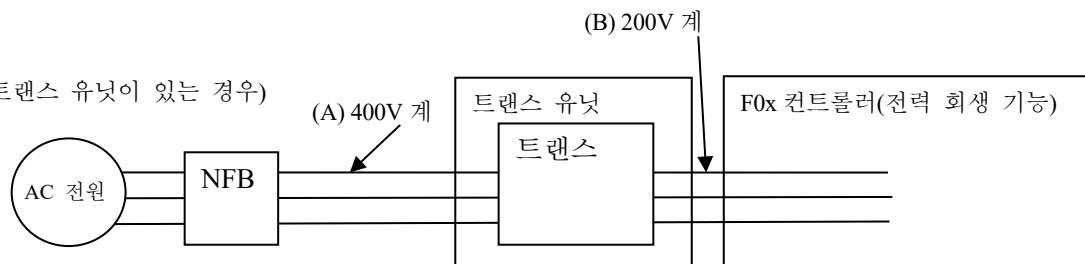 (B) 200V 계
트랜스 유닛이 있는 경우)
(A) 400V 계
트랜스 유닛
F0x 컨트롤러(전력 회생 기능)
트랜스
NFB
AC 전원